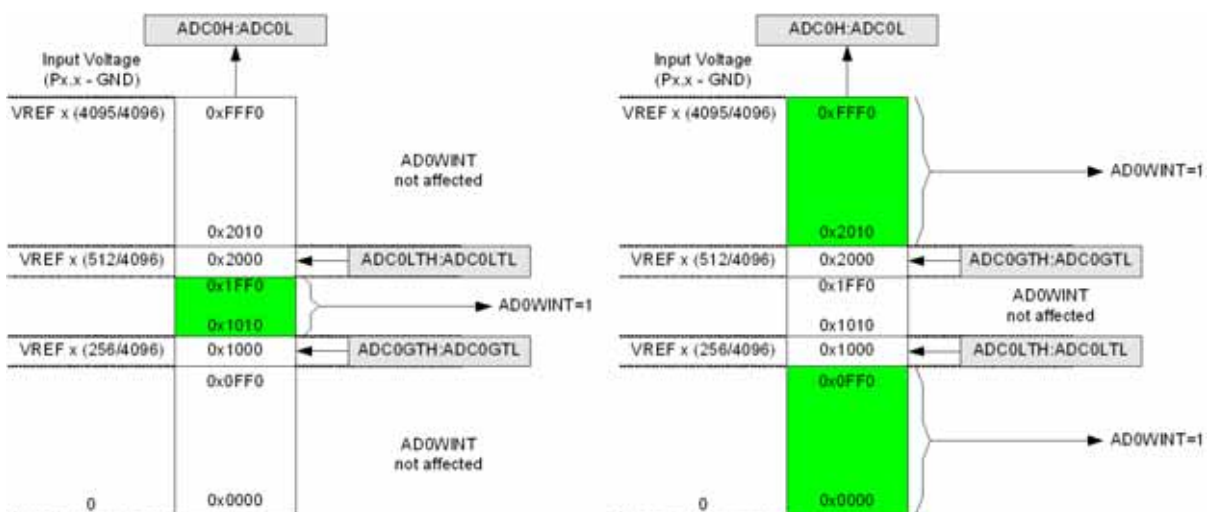 ADC0H:ADC0L
Input Voltage
(Px.x - GND)
VREF x (4095/4096)
0xFFF0
AD0WINT
not affected
0x2010
VREF x (512/4096)
0x2000
ADC0LTH:ADC0LTL
0x1FF0
AD0WINT=1
0x1010
VREF x (256/4096)
0x1000
ADC0GTH:ADC0GTL
0x0FF0
AD0WINT
not affected
0
0x0000
ADC0H:ADC0L
Input Voltage
(Px.x - GND)
VREF x (4095/4096)
0xFFF0
AD0WINT=1
0x2010
VREF x (512/4096)
0x2000
ADC0GTH:ADC0GTL
0x1FF0
AD0WINT
not affected
0x1010
VREF x (256/4096)
0x1000
ADC0LTH:ADC0LTL
0x0FF0
AD0WINT=1
0
0x0000